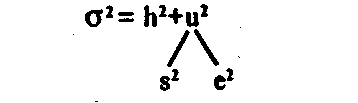 σ² = h²+u²
s² e²